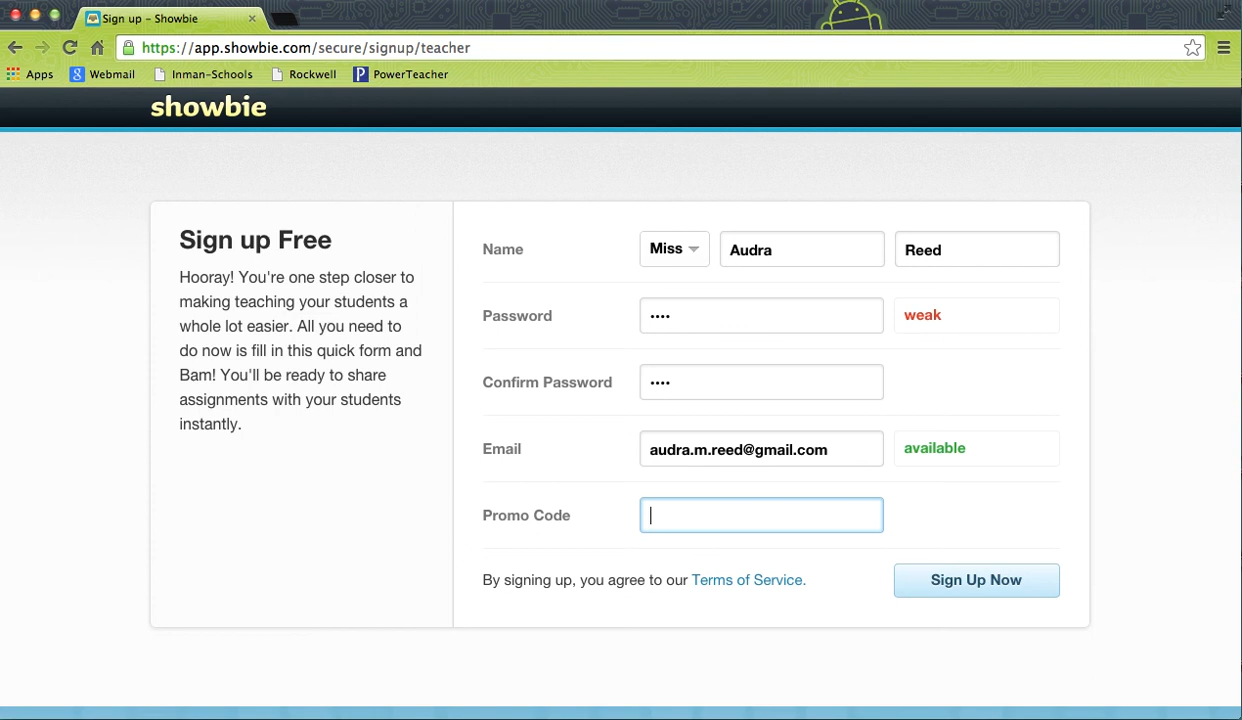 Sign up - Showbie
https://app.showbie.com/secure/signup/teacher
Apps Webmail Inman-Schools Rockwell PowerTeacher
showbie
Sign up Free
Hooray! You're one step closer to
making teaching your students a
whole lot easier. All you need to
do now is fill in this quick form and
Bam! You'll be ready to share
assignments with your students
instantly.
Name Miss Audra Reed
Password •••• weak
Confirm Password ••••
Email audra.m.reed@gmail.com available
Promo Code
By signing up, you agree to our Terms of Service. Sign Up Now